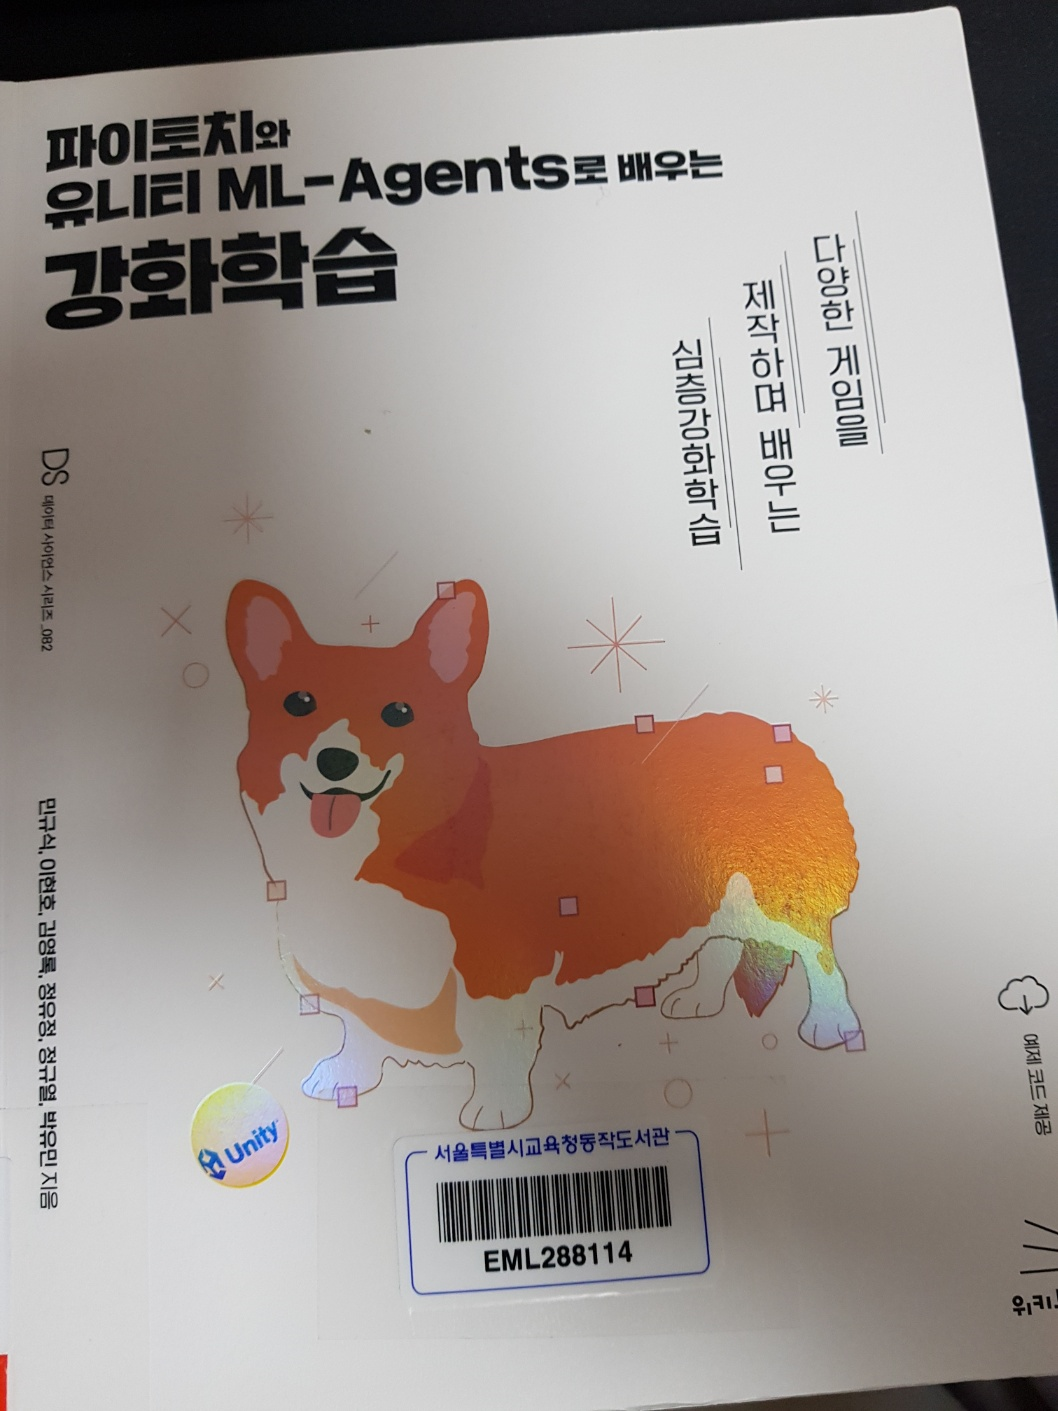 파이토치와
유니티 ML-Agents로 배우는
강화학습
다양한 게임을
제작하며 배우는
심층강화학습
DS 데이터 사이언스 시리즈_082
민규식, 이현호, 김영록, 정유정, 정규열, 박유민 지음
예제 코드 제공
Unity
서울특별시교육청동작도서관
EML288114
위키